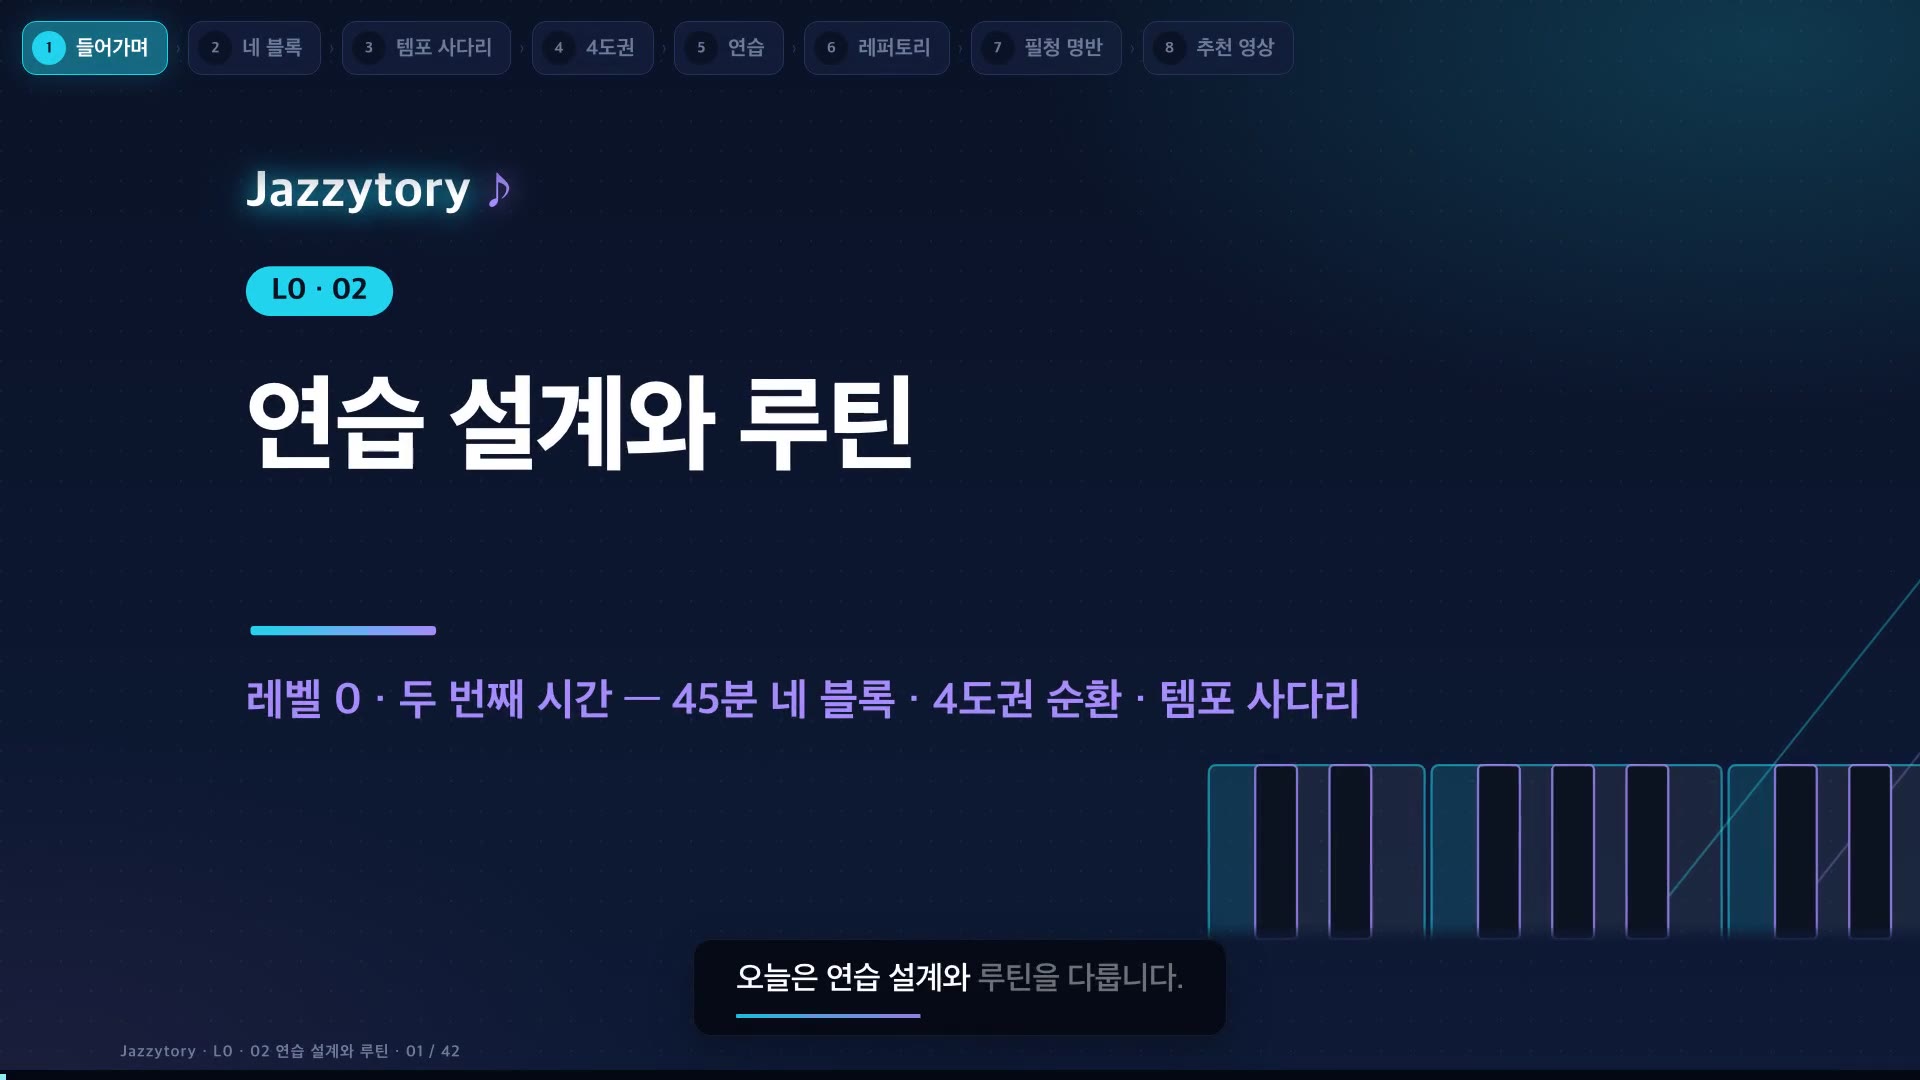 1 들어가며 › 2 네 블록 › 3 템포 사다리 › 4 4도권 › 5 연습 › 6 레퍼토리 › 7 필청 명반 › 8 추천 영상
Jazzytory ♪
L0 · 02
연습 설계와 루틴
레벨 0 · 두 번째 시간 — 45분 네 블록 · 4도권 순환 · 템포 사다리
오늘은 연습 설계와 루틴을 다룹니다.
Jazzytory · L0 · 02 연습 설계와 루틴 · 01 / 42